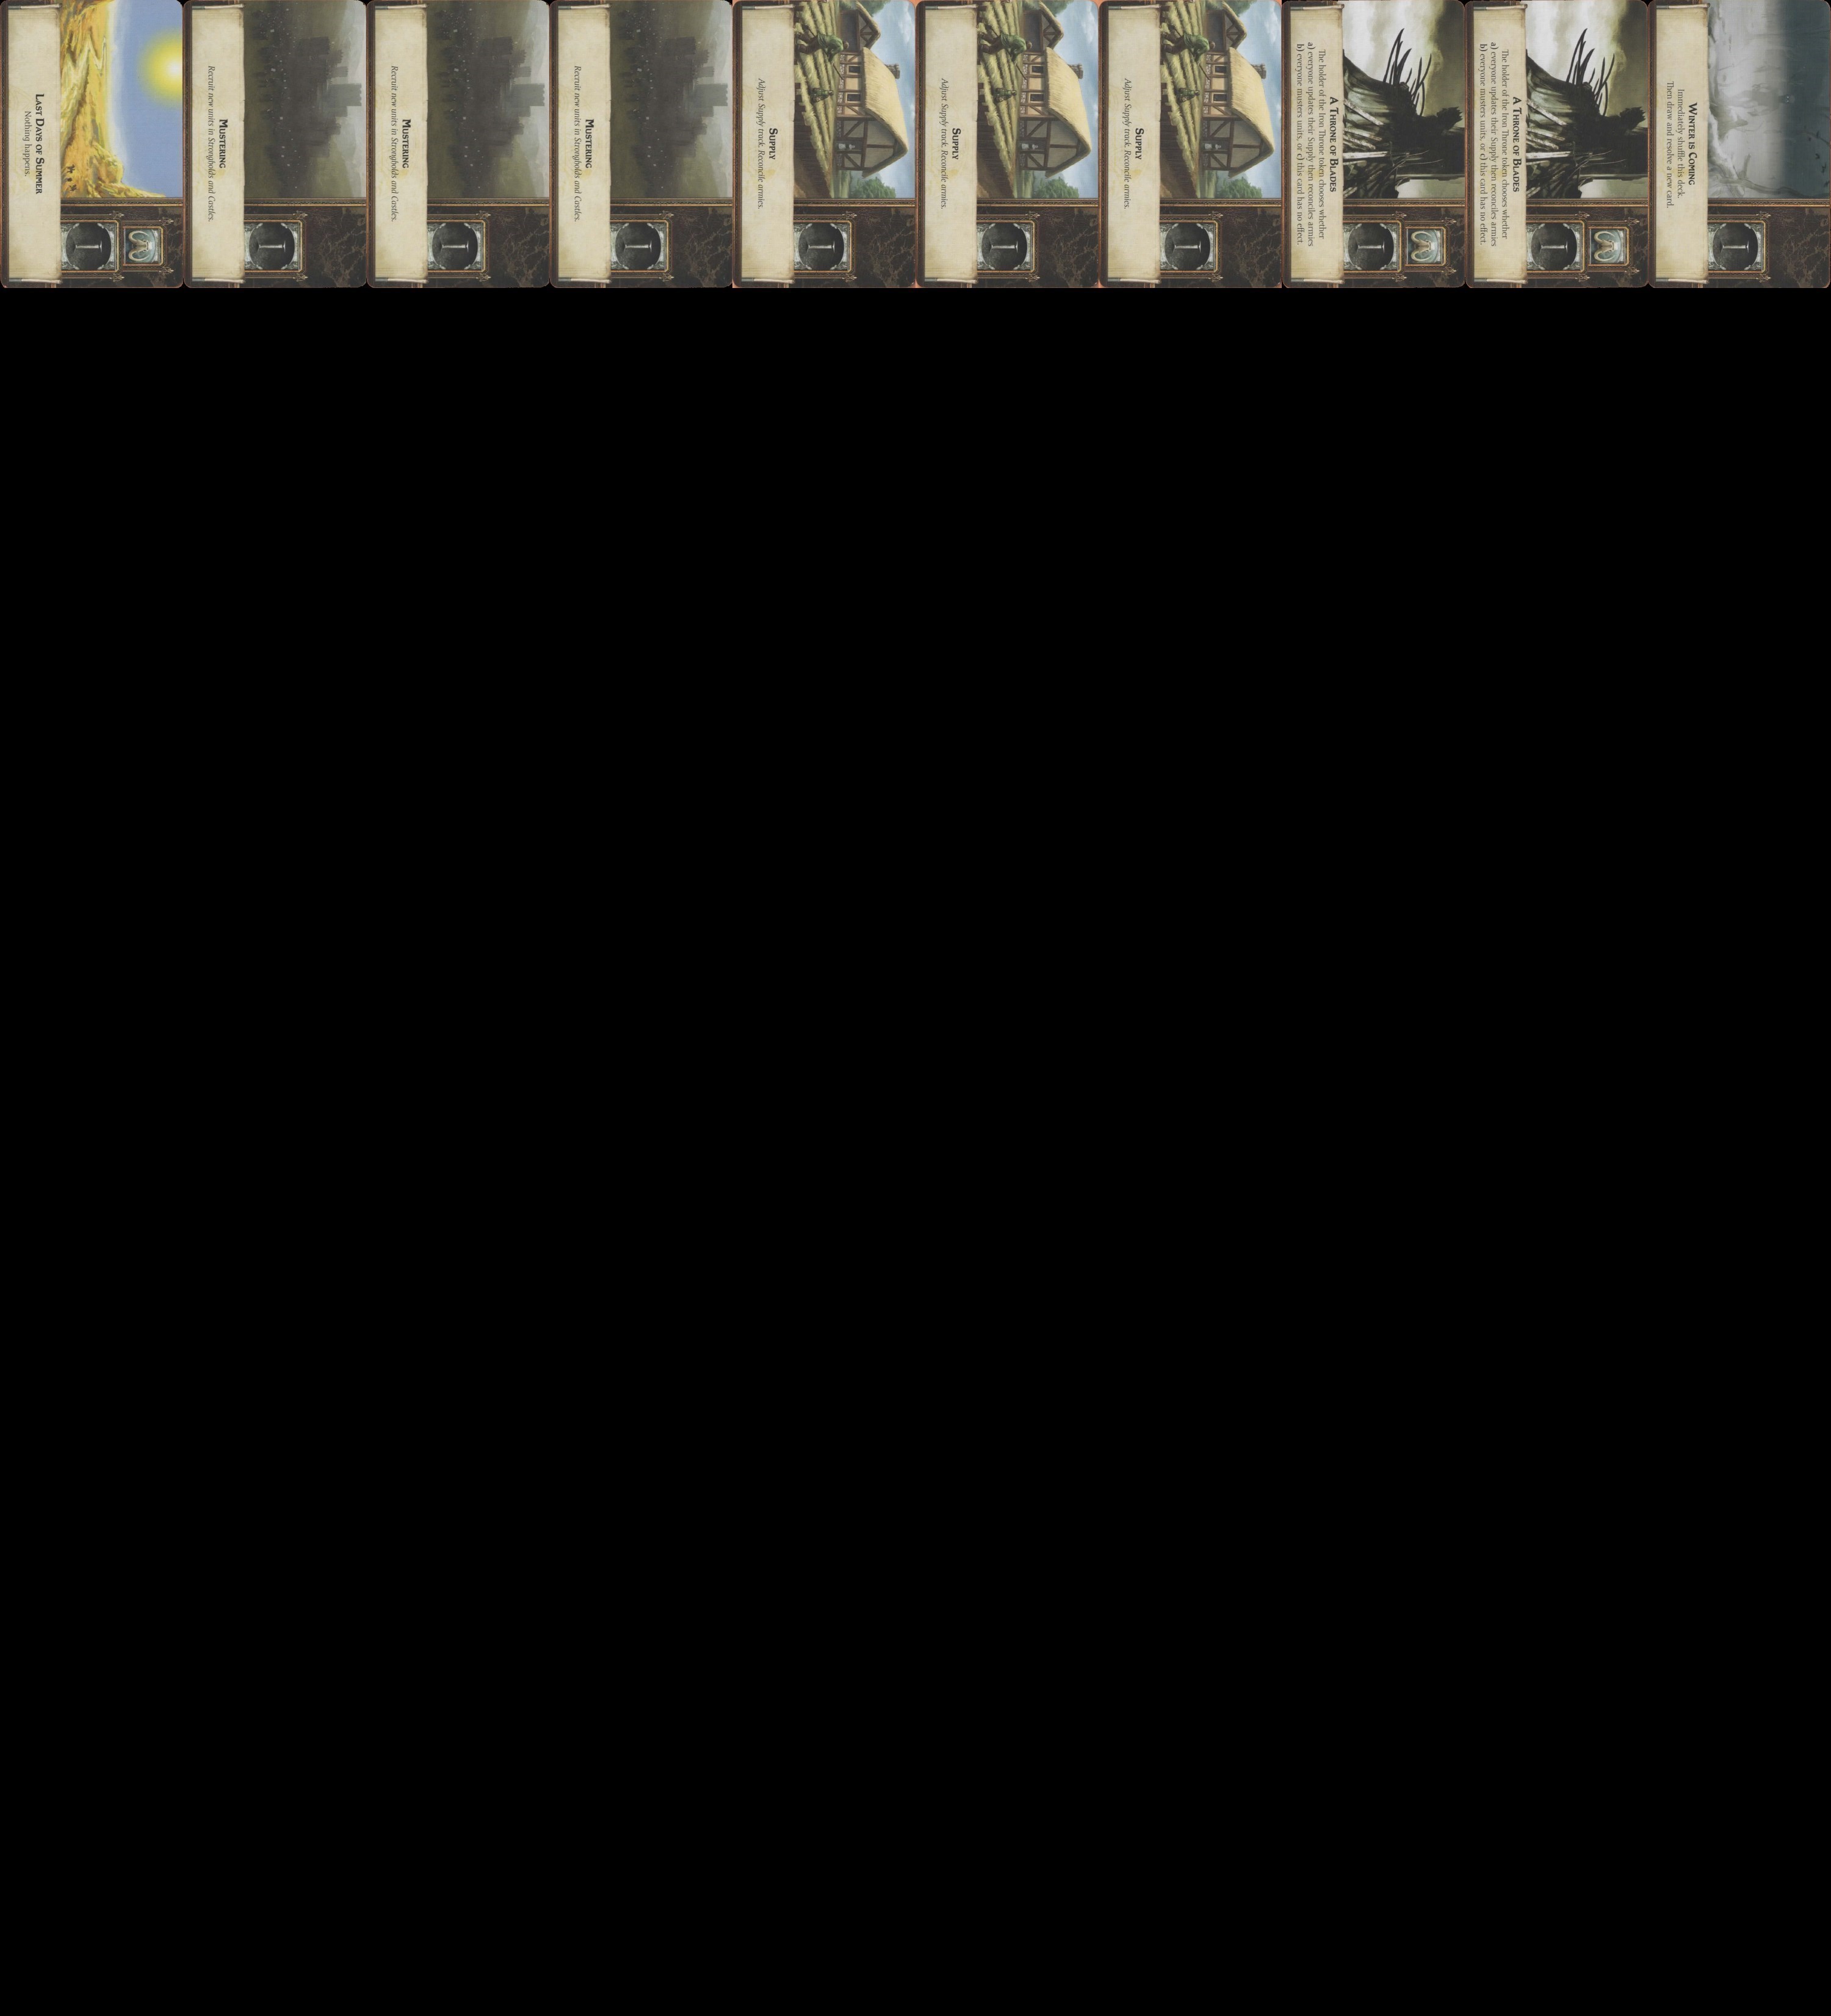 LAST DAYS OF SUMMER
Nothing happens.
I
MUSTERING
Recruit new units in Strongholds and Castles.
I
MUSTERING
Recruit new units in Strongholds and Castles.
I
MUSTERING
Recruit new units in Strongholds and Castles.
I
SUPPLY
Adjust Supply track. Reconcile armies.
I
SUPPLY
Adjust Supply track. Reconcile armies.
I
SUPPLY
Adjust Supply track. Reconcile armies.
I
A THRONE OF BLADES
The holder of the Iron Throne token chooses whether
a) everyone updates their Supply then reconciles armies
b) everyone musters units, or c) this card has no effect.
I
A THRONE OF BLADES
The holder of the Iron Throne token chooses whether
a) everyone updates their Supply then reconciles armies
b) everyone musters units, or c) this card has no effect.
I
WINTER IS COMING
Immediately shuffle this deck.
Then draw and resolve a new card.
I